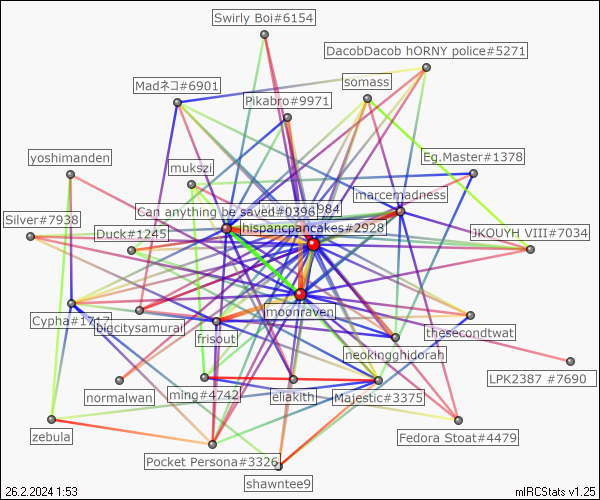 Swirly Boi#6154
DacobDacob hORNY police#5271
Madネコ#6901
somass
Pikabro#9971
yoshimanden
Eg.Master#1378
mukszi
marcemadness
Can anything be saved#0396
984
Silver#7938
Duck#1245
hispancpancakes#2928
JKOUYH VIII#7034
moonraven
Cypha#1717
bigcitysamurai
frisout
thesecondtwat
neokingghidorah
LPK2387 #7690
normalwan
ming#4742
eliakith
Majestic#3375
zebula
Fedora Stoat#4479
Pocket Persona#3326
shawntee9
26.2.2024 1:53
mIRCStats v1.25